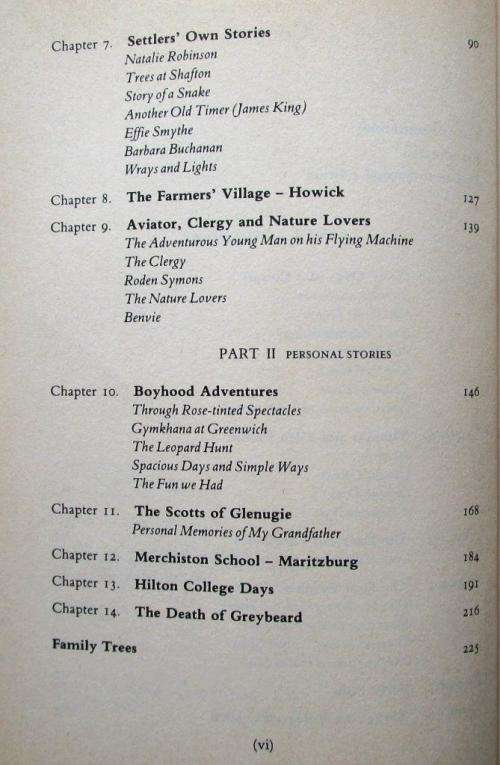 Chapter 7. Settlers' Own Stories 90
Natalie Robinson
Trees at Shafton
Story of a Snake
Another Old Timer (James King)
Effie Smythe
Barbara Buchanan
Wrays and Lights
Chapter 8. The Farmers' Village – Howick 127
Chapter 9. Aviator, Clergy and Nature Lovers 139
The Adventurous Young Man on his Flying Machine
The Clergy
Roden Symons
The Nature Lovers
Benvie
PART II PERSONAL STORIES
Chapter 10. Boyhood Adventures 146
Through Rose-tinted Spectacles
Gymkhana at Greenwich
The Leopard Hunt
Spacious Days and Simple Ways
The Fun we Had
Chapter 11. The Scotts of Glenugie 168
Personal Memories of My Grandfather
Chapter 12. Merchiston School – Maritzburg 184
Chapter 13. Hilton College Days 191
Chapter 14. The Death of Greybeard 216
Family Trees 225
(vi)